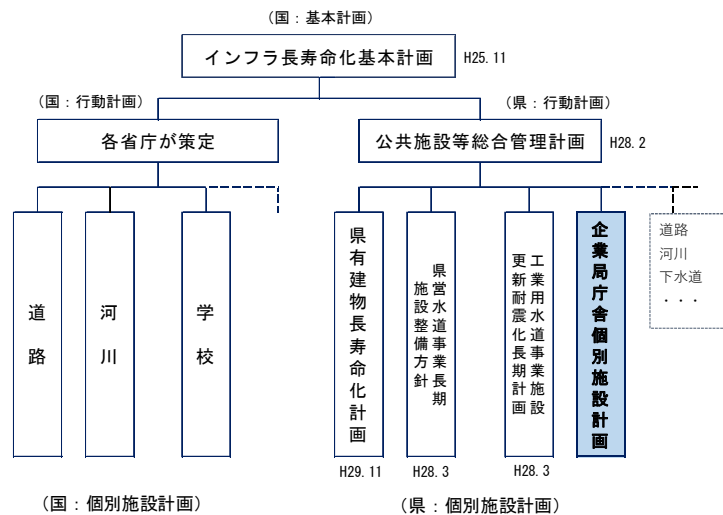 (国：基本計画)
インフラ長寿命化基本計画
H25.11
(国：行動計画)
(県：行動計画)
各省庁が策定
公共施設等総合管理計画
H28.2
道路
河川
学校
県有建物長寿命化計画
県営水道事業長期
施設整備方針
工業用水道事業施設
更新耐震化長期計画
企業局庁舎個別施設計画
道路
河川
下水道
・・・
H29.11
H28.3
H28.3
(国：個別施設計画)
(県：個別施設計画)